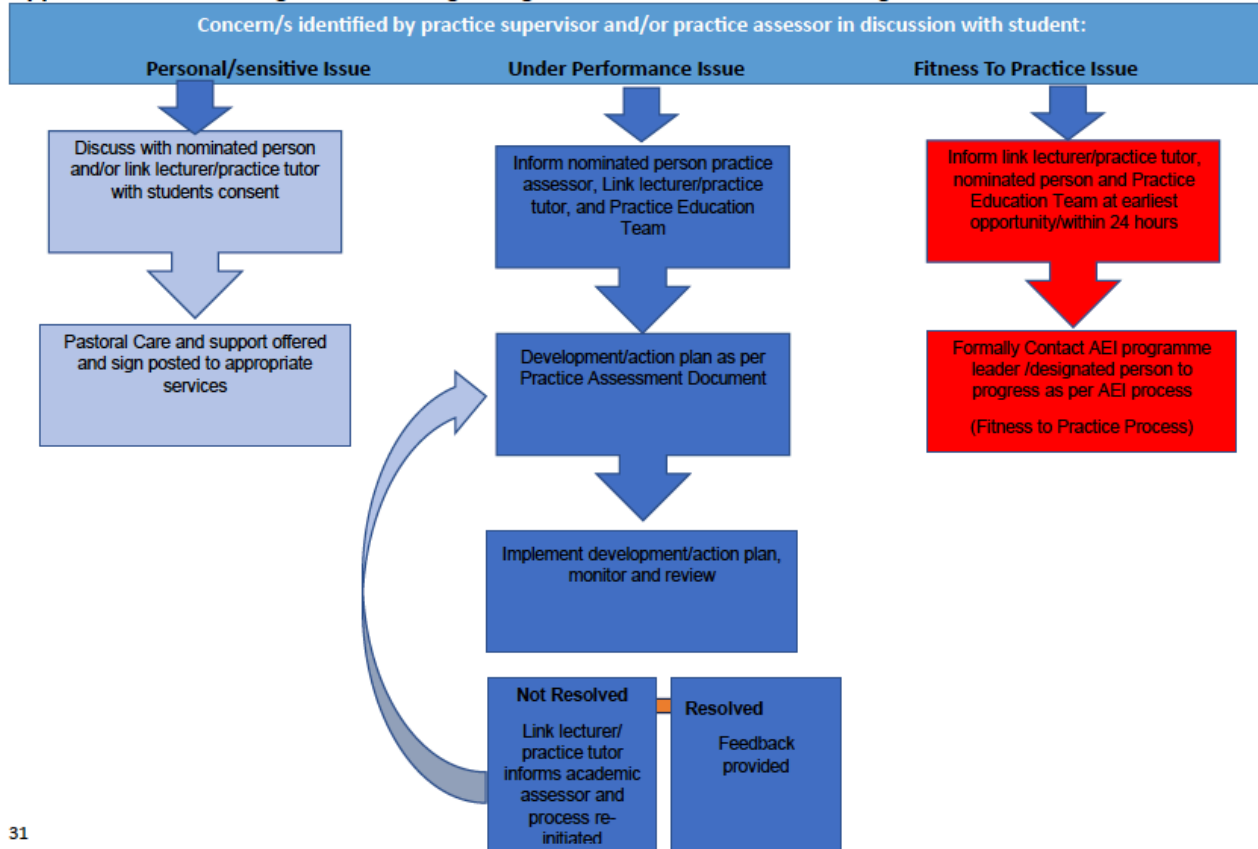 Concern/s identified by practice supervisor and/or practice assessor in discussion with student:
Personal/sensitive Issue
Under Performance Issue
Fitness To Practice Issue
Discuss with nominated person
and/or link lecturer/practice tutor
with students consent
Pastoral Care and support offered
and sign posted to appropriate
services
Inform nominated person practice
assessor, Link lecturer/practice
tutor, and Practice Education
Team
Development/action plan as per
Practice Assessment Document
Implement development/action plan,
monitor and review
Not Resolved
Link lecturer/
practice tutor
informs academic
assessor and
process re-
initiated
Resolved
Feedback
provided
Inform link lecturer/practice tutor,
nominated person and Practice
Education Team at earliest
opportunity/within 24 hours
Formally Contact AEI programme
leader /designated person to
progress as per AEI process
(Fitness to Practice Process)
31